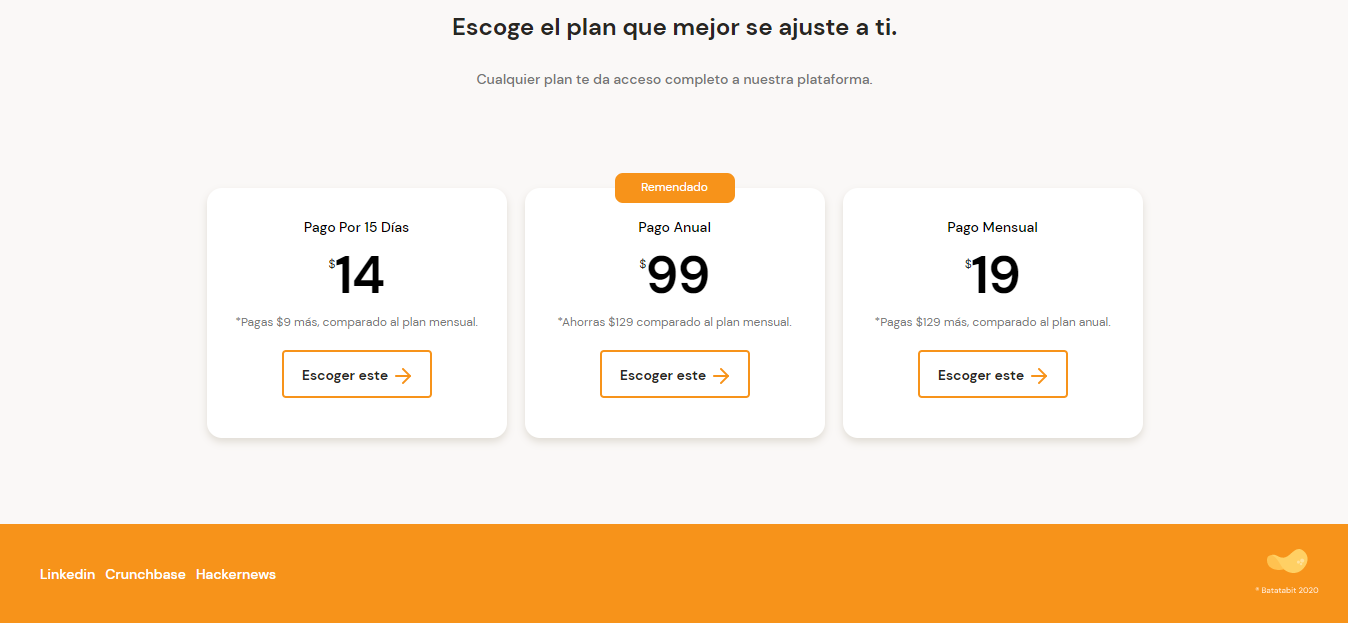 Escoge el plan que mejor se ajuste a ti.
Cualquier plan te da acceso completo a nuestra plataforma.
Pago Por 15 Días
$14
*Pagas $9 más, comparado al plan mensual.
Escoger este
Remendado
Pago Anual
$99
*Ahorras $129 comparado al plan mensual.
Escoger este
Pago Mensual
$19
*Pagas $129 más, comparado al plan anual.
Escoger este
Linkedin Crunchbase Hackernews
® Batatabit 2020